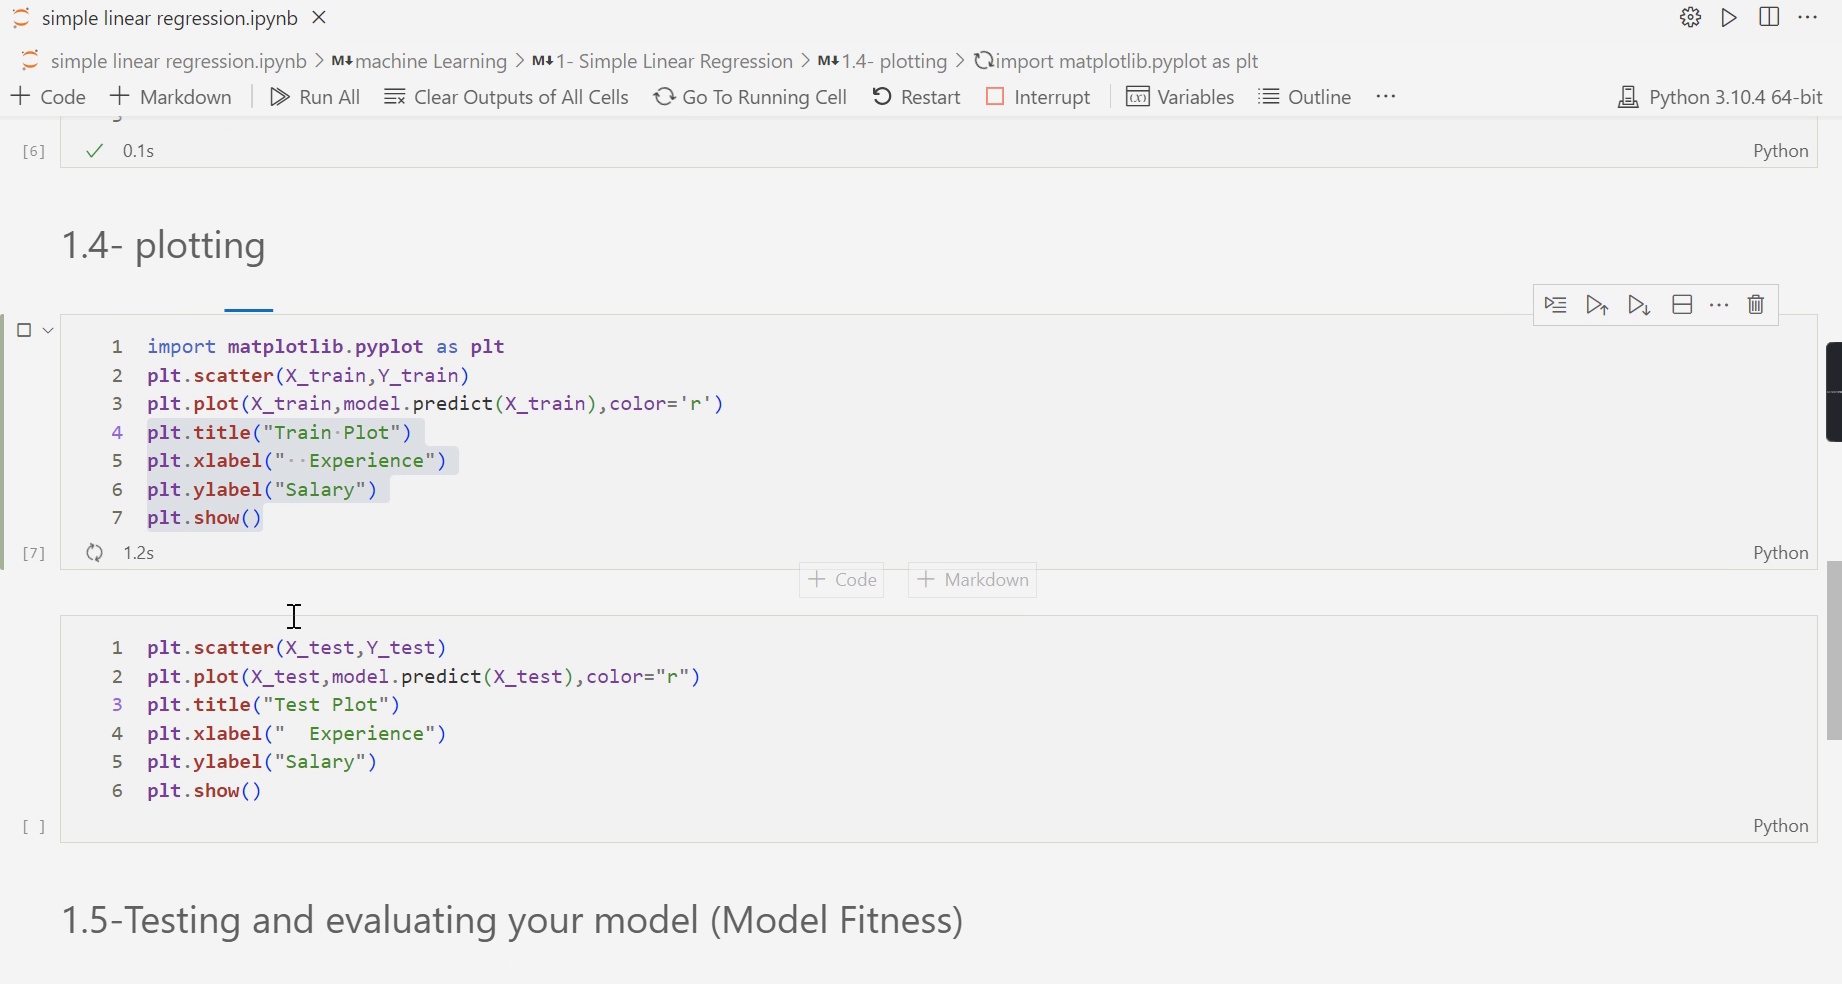 simple linear regression.ipynb
simple linear regression.ipynb > M↓machine Learning > M↓1- Simple Linear Regression > M↓1.4- plotting > import matplotlib.pyplot as plt
+ Code + Markdown Run All Clear Outputs of All Cells Go To Running Cell Restart Interrupt (x) Variables Outline ··· Python 3.10.4 64-bit
[6] ✓ 0.1s Python
1.4- plotting
1 import matplotlib.pyplot as plt
2 plt.scatter(X_train,Y_train)
3 plt.plot(X_train,model.predict(X_train),color='r')
4 plt.title("Train·Plot")
5 plt.xlabel("··Experience")
6 plt.ylabel("Salary")
7 plt.show()
[7] 1.2s Python
+ Code + Markdown
1 plt.scatter(X_test,Y_test)
2 plt.plot(X_test,model.predict(X_test),color="r")
3 plt.title("Test Plot")
4 plt.xlabel("  Experience")
5 plt.ylabel("Salary")
6 plt.show()
[ ] Python
1.5-Testing and evaluating your model (Model Fitness)